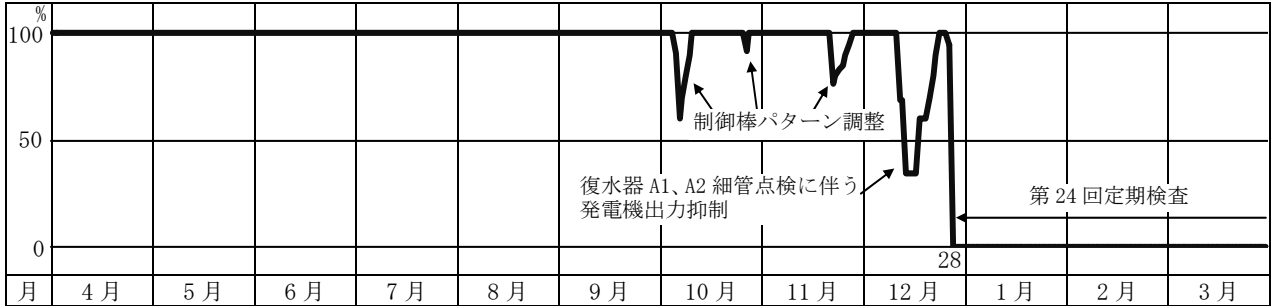 %
100
50
0
制御棒パターン調整
復水器 A1、A2 細管点検に伴う
発電機出力抑制
第 24 回定期検査
28
月 4 月 5 月 6 月 7 月 8 月 9 月 10 月 11 月 12 月 1 月 2 月 3 月